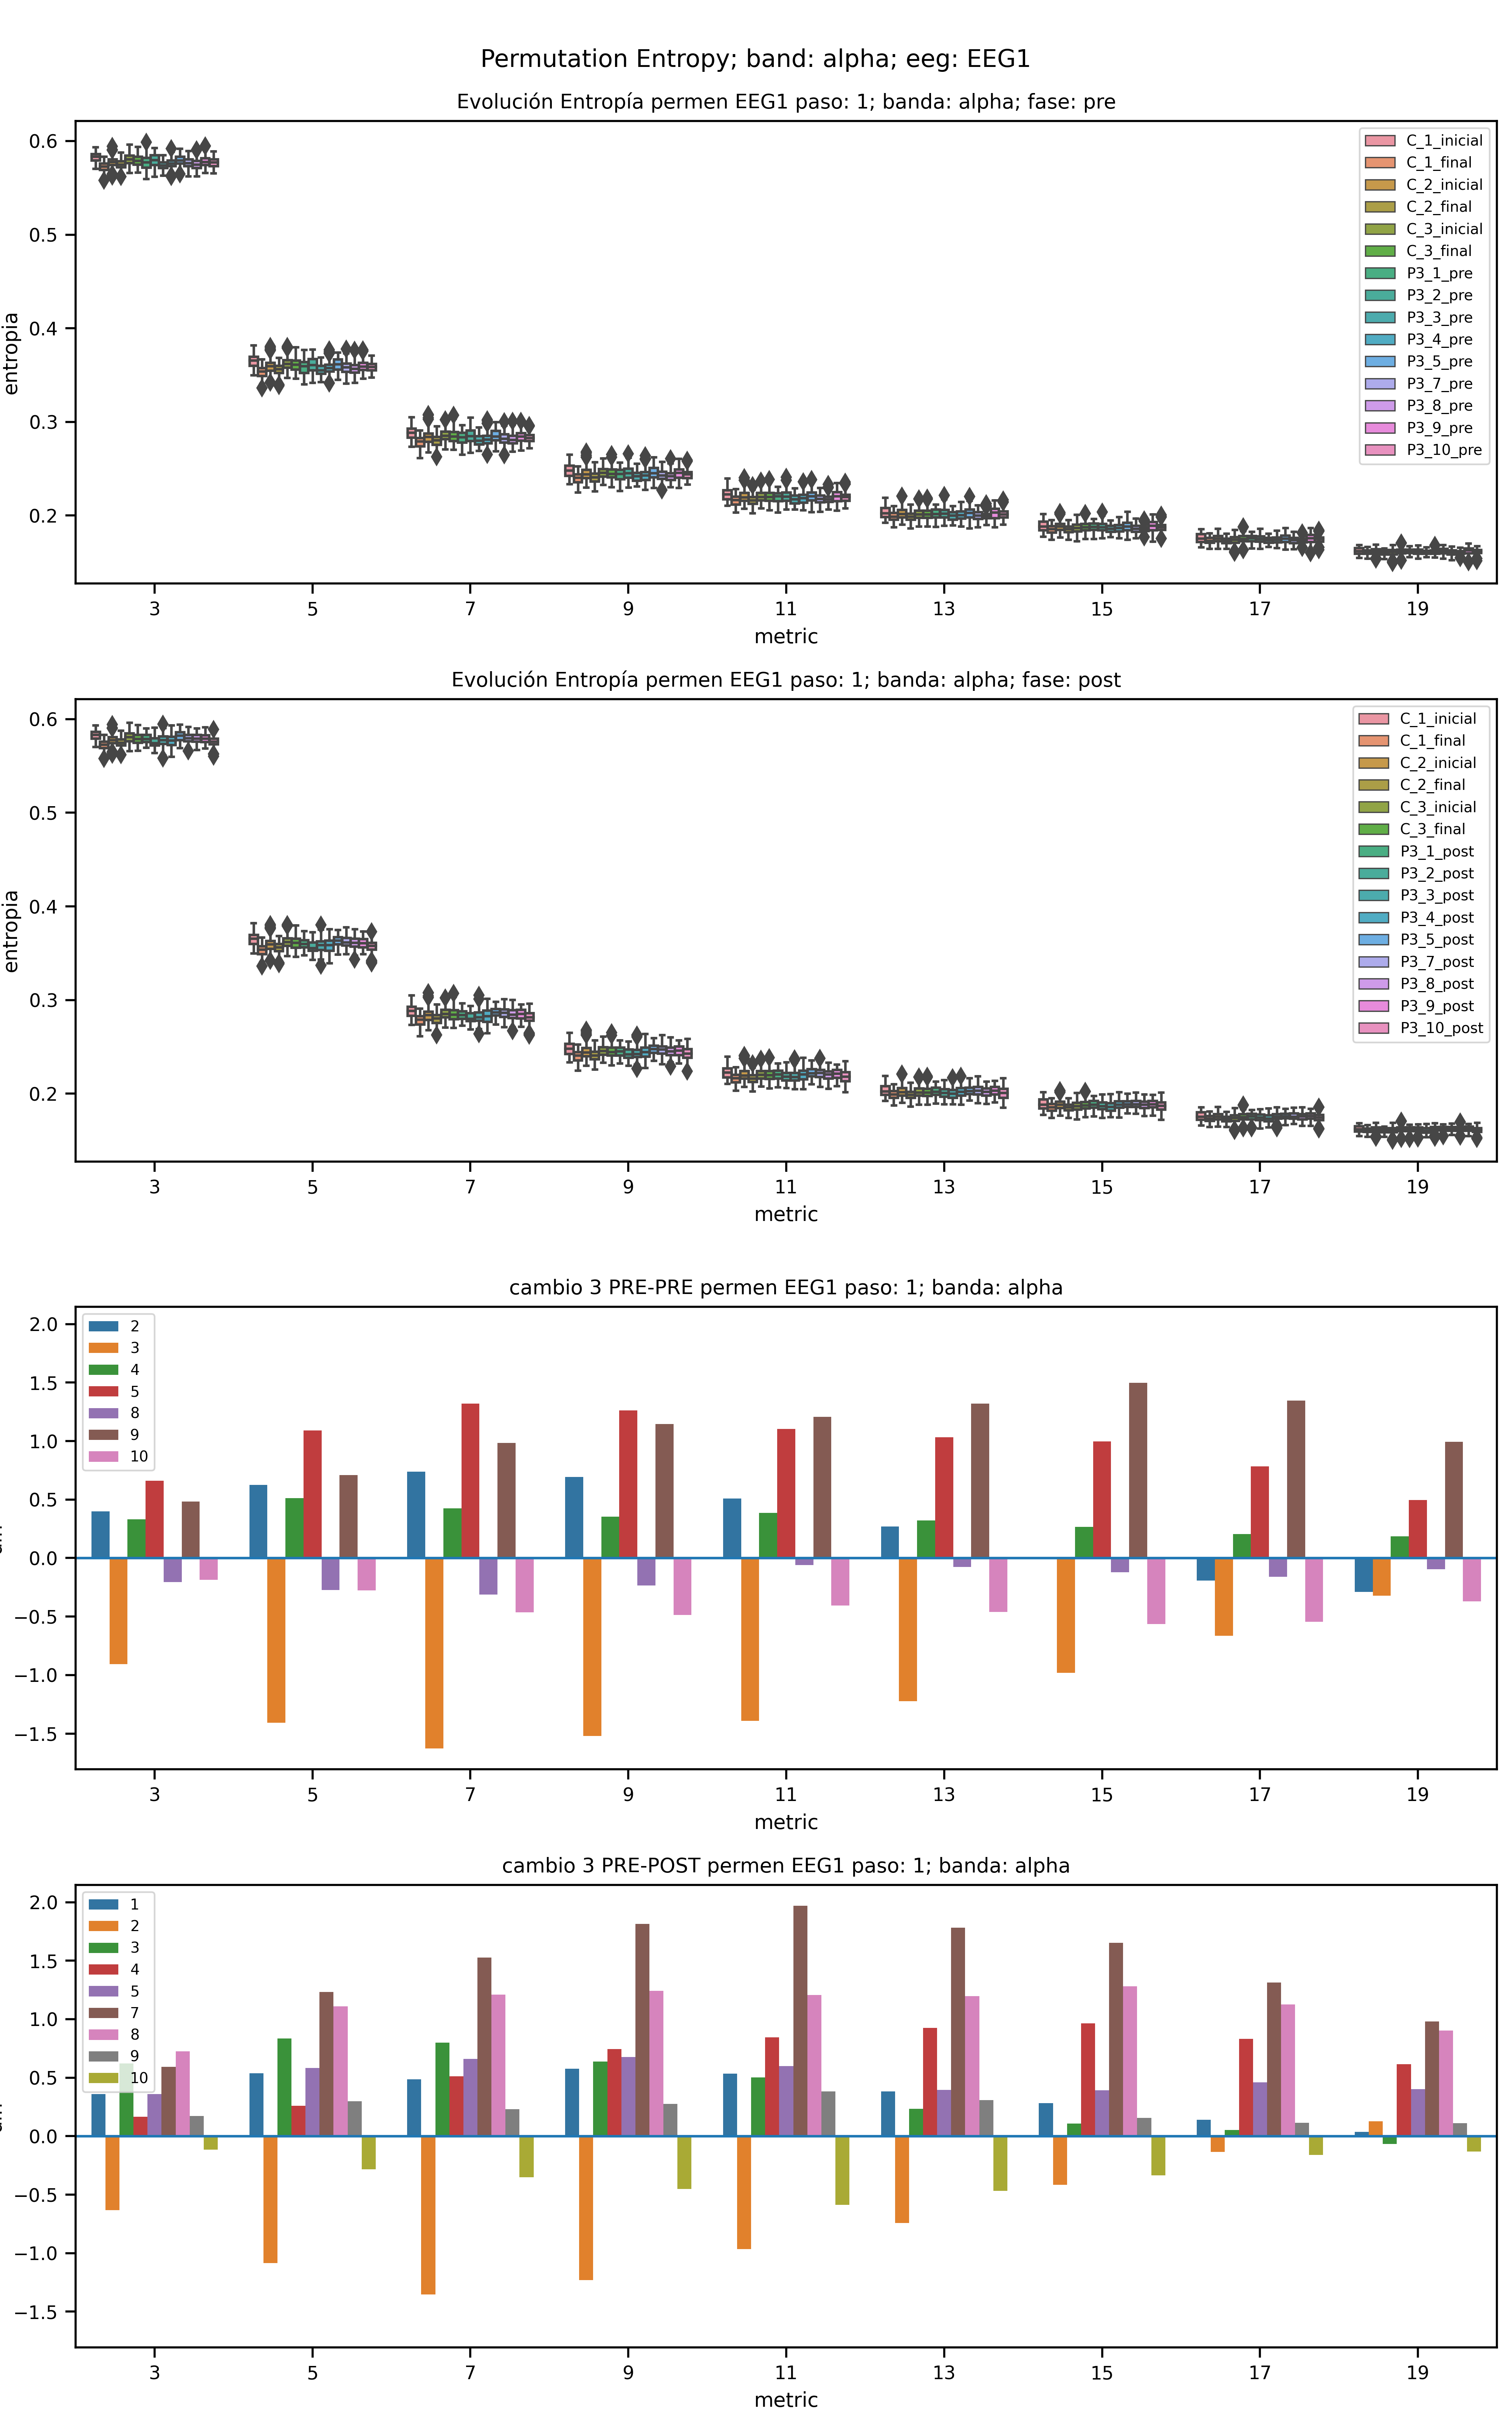 Permutation Entropy; band: alpha; eeg: EEG1
Evolución Entropía permen EEG1 paso: 1; banda: alpha; fase: pre
entropia
0.6
0.5
0.4
0.3
0.2
C_1_inicial
C_1_final
C_2_inicial
C_2_final
C_3_inicial
C_3_final
P3_1_pre
P3_2_pre
P3_3_pre
P3_4_pre
P3_5_pre
P3_7_pre
P3_8_pre
P3_9_pre
P3_10_pre
3 5 7 9 11 13 15 17 19
metric
Evolución Entropía permen EEG1 paso: 1; banda: alpha; fase: post
entropia
0.6
0.5
0.4
0.3
0.2
C_1_inicial
C_1_final
C_2_inicial
C_2_final
C_3_inicial
C_3_final
P3_1_post
P3_2_post
P3_3_post
P3_4_post
P3_5_post
P3_7_post
P3_8_post
P3_9_post
P3_10_post
3 5 7 9 11 13 15 17 19
metric
cambio 3 PRE-PRE permen EEG1 paso: 1; banda: alpha
2.0
1.5
1.0
0.5
0.0
−0.5
−1.0
−1.5
2
3
4
5
8
9
10
3 5 7 9 11 13 15 17 19
metric
cambio 3 PRE-POST permen EEG1 paso: 1; banda: alpha
2.0
1.5
1.0
0.5
0.0
−0.5
−1.0
−1.5
1
2
3
4
5
7
8
9
10
3 5 7 9 11 13 15 17 19
metric